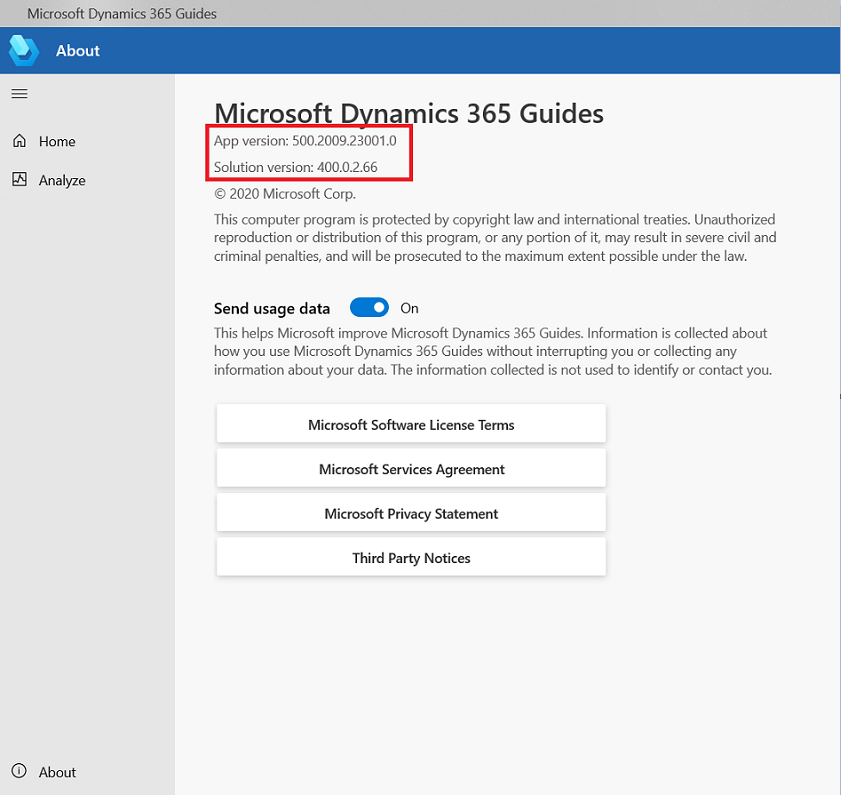 Microsoft Dynamics 365 Guides
About
Home
Analyze
Microsoft Dynamics 365 Guides
App version: 500.2009.23001.0
Solution version: 400.0.2.66
© 2020 Microsoft Corp.
This computer program is protected by copyright law and international treaties. Unauthorized
reproduction or distribution of this program, or any portion of it, may result in severe civil and
criminal penalties, and will be prosecuted to the maximum extent possible under the law.
Send usage data On
This helps Microsoft improve Microsoft Dynamics 365 Guides. Information is collected about
how you use Microsoft Dynamics 365 Guides without interrupting you or collecting any
information about your data. The information collected is not used to identify or contact you.
Microsoft Software License Terms
Microsoft Services Agreement
Microsoft Privacy Statement
Third Party Notices
About